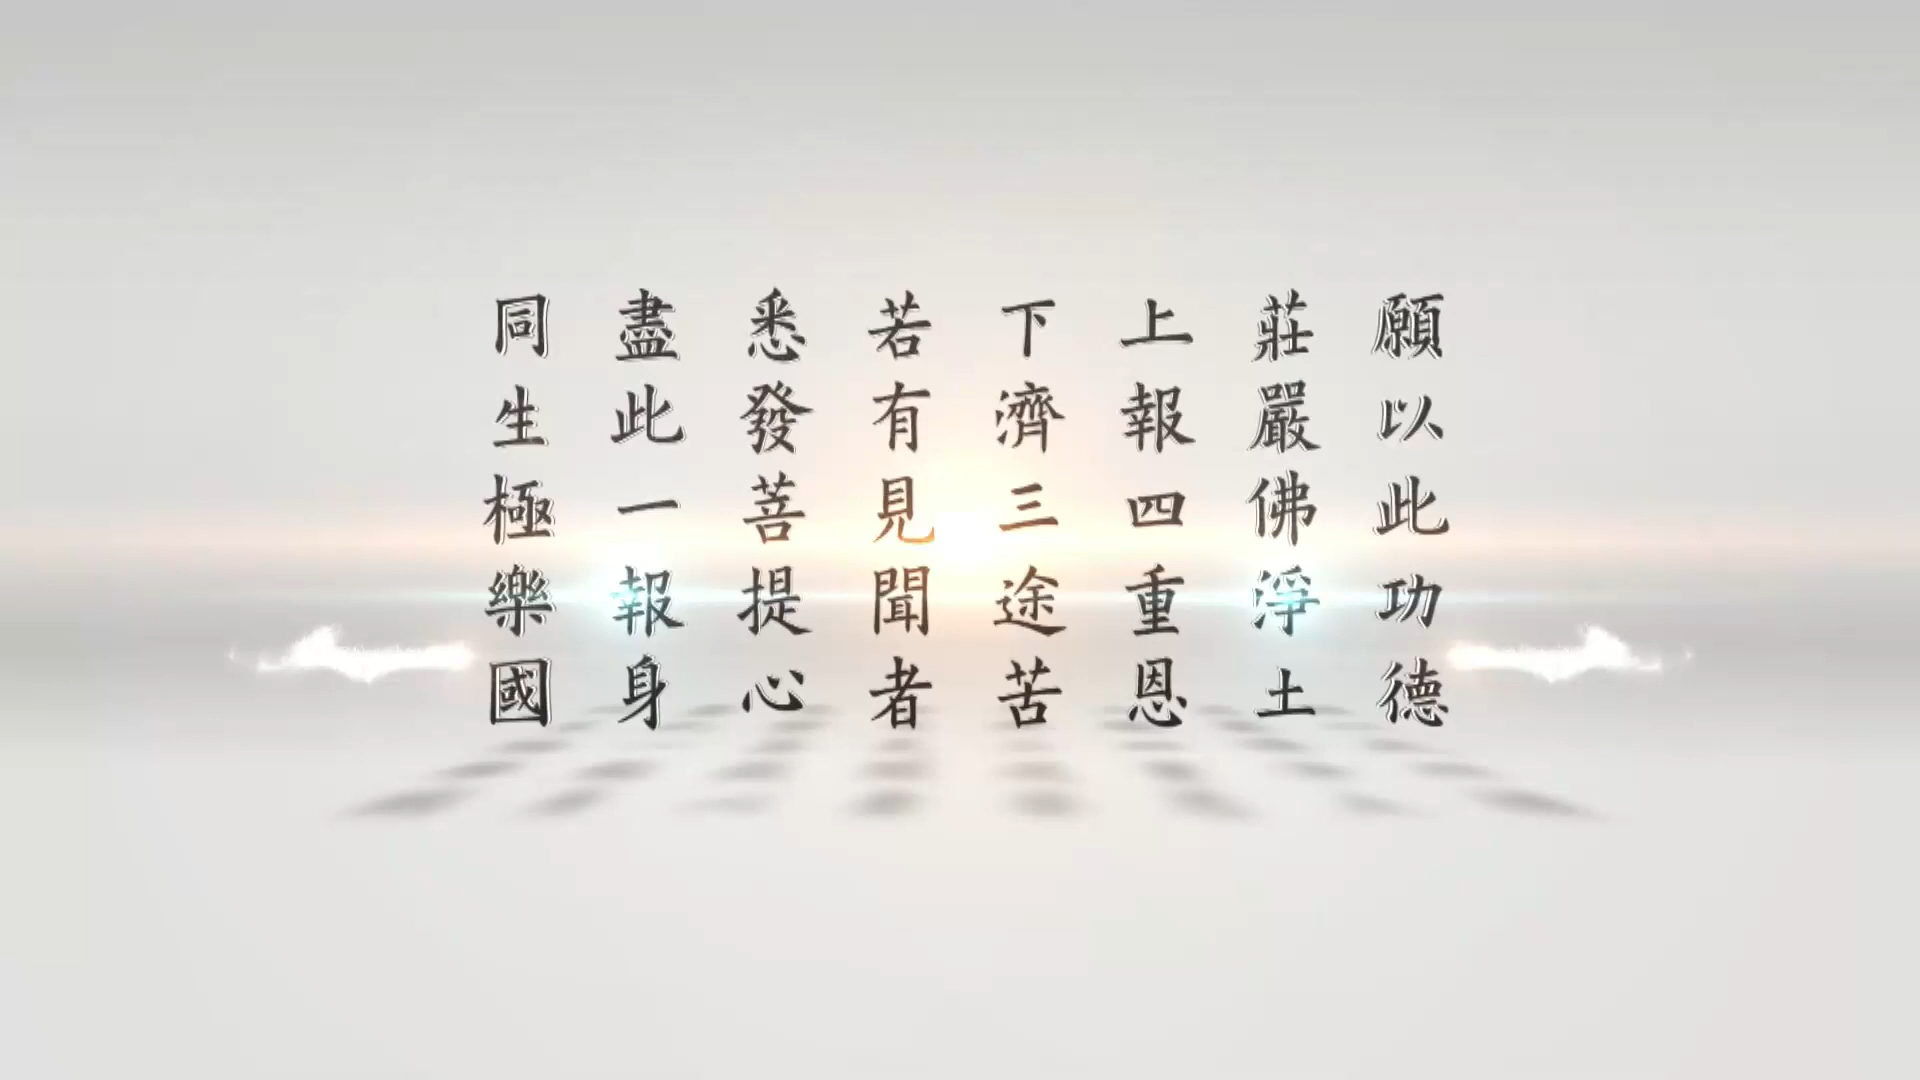 願以此功德
莊嚴佛淨土
上報四重恩
下濟三途苦
若有見聞者
悉發菩提心
盡此一報身
同生極樂國